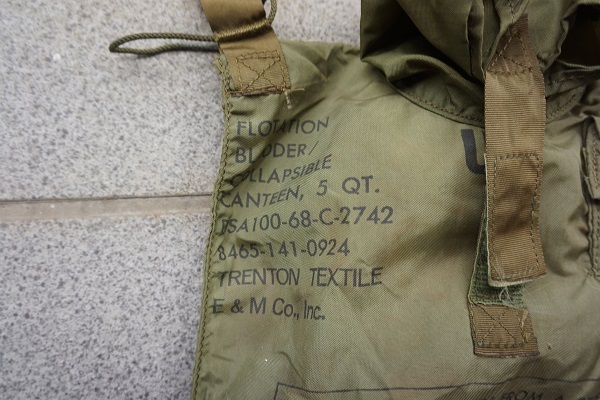 FLOTATION
BLADDER/
COLLAPSIBLE
CANTEEN, 5 QT.
DSA100-68-C-2742
8465-141-0924
TRENTON TEXTILE
E & M Co., Inc.
U